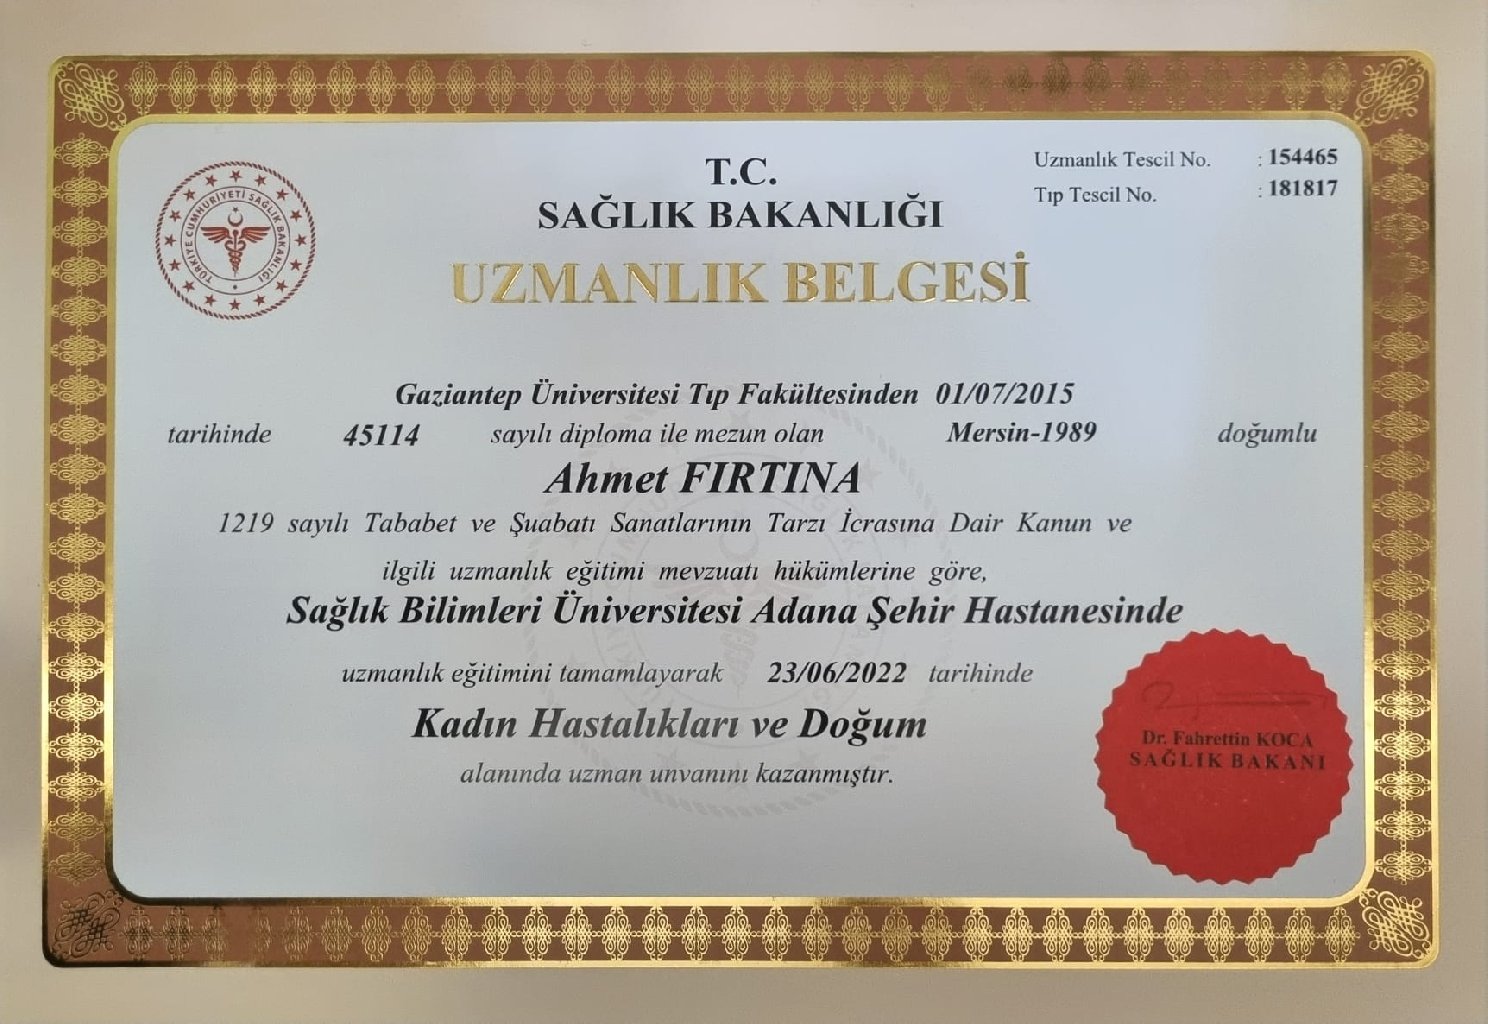 Uzmanlık Tescil No. : 154465
Tıp Tescil No. : 181817
TÜRKİYE CUMHURİYETİ SAĞLIK BAKANLIĞI
T.C.
SAĞLIK BAKANLIĞI
UZMANLIK BELGESİ
Gaziantep Üniversitesi Tıp Fakültesinden 01/07/2015
tarihinde 45114 sayılı diploma ile mezun olan Mersin-1989 doğumlu
Ahmet FIRTINA
1219 sayılı Tababet ve Şuabatı Sanatlarının Tarzı İcrasına Dair Kanun ve
ilgili uzmanlık eğitimi mevzuatı hükümlerine göre,
Sağlık Bilimleri Üniversitesi Adana Şehir Hastanesinde
uzmanlık eğitimini tamamlayarak 23/06/2022 tarihinde
Kadın Hastalıkları ve Doğum
alanında uzman unvanını kazanmıştır.
Dr. Fahrettin KOCA
SAĞLIK BAKANI